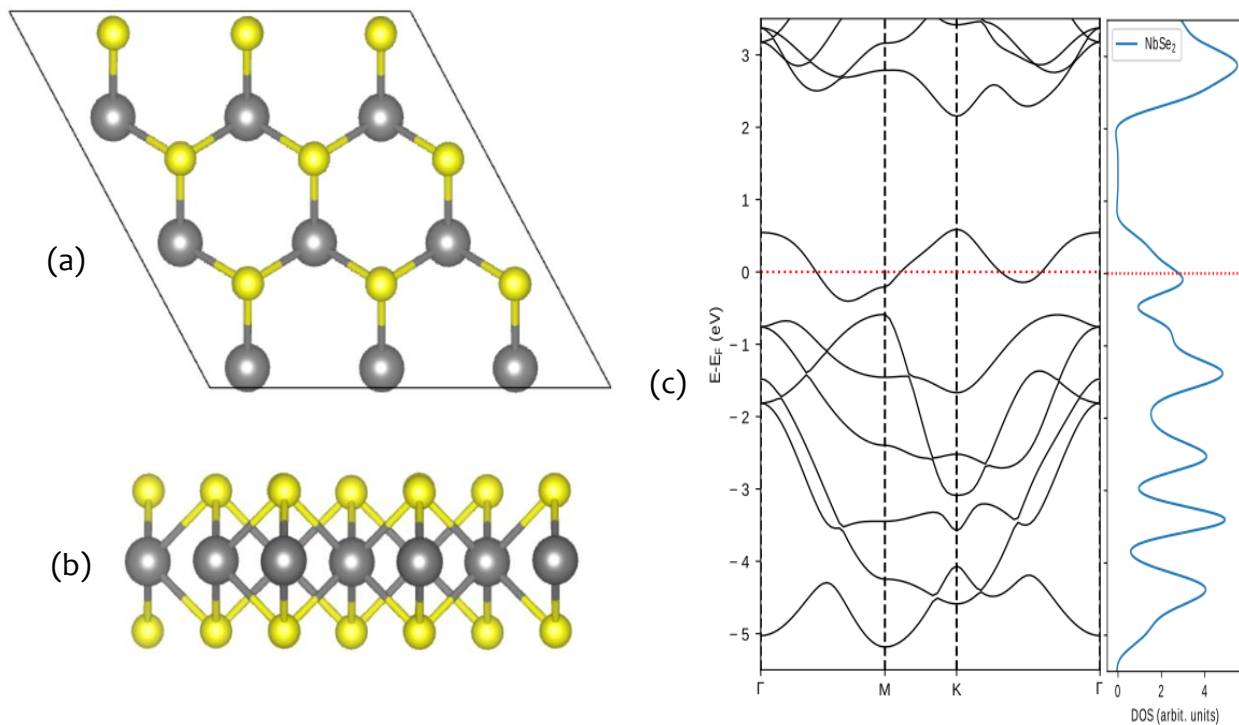 (a)
(b)
(c)
E-E_F (eV)
3
2
1
0
−1
−2
−3
−4
−5
Γ
M
K
Γ
NbSe₂
0
2
4
DOS (arbit. units)